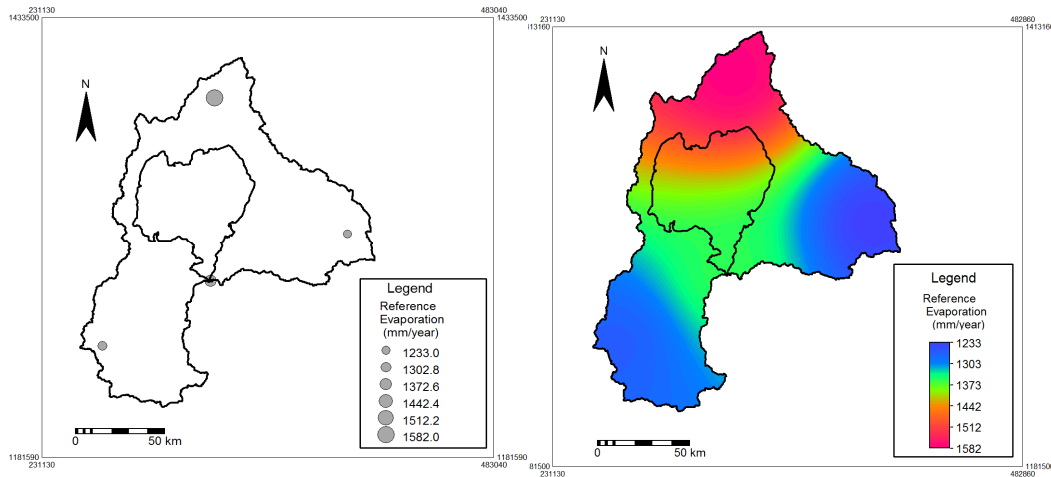 231130
483040
1433500
1433500
N
Legend
Reference
Evaporation
(mm/year)
1233.0
1302.8
1372.6
1442.4
1512.2
1582.0
0
50 km
1181590
1181590
231130
483040
231130
482860
1413160
1413160
N
Legend
Reference
Evaporation
(mm/year)
1233
1303
1373
1442
1512
1582
0
50 km
81500
1181500
231130
482860